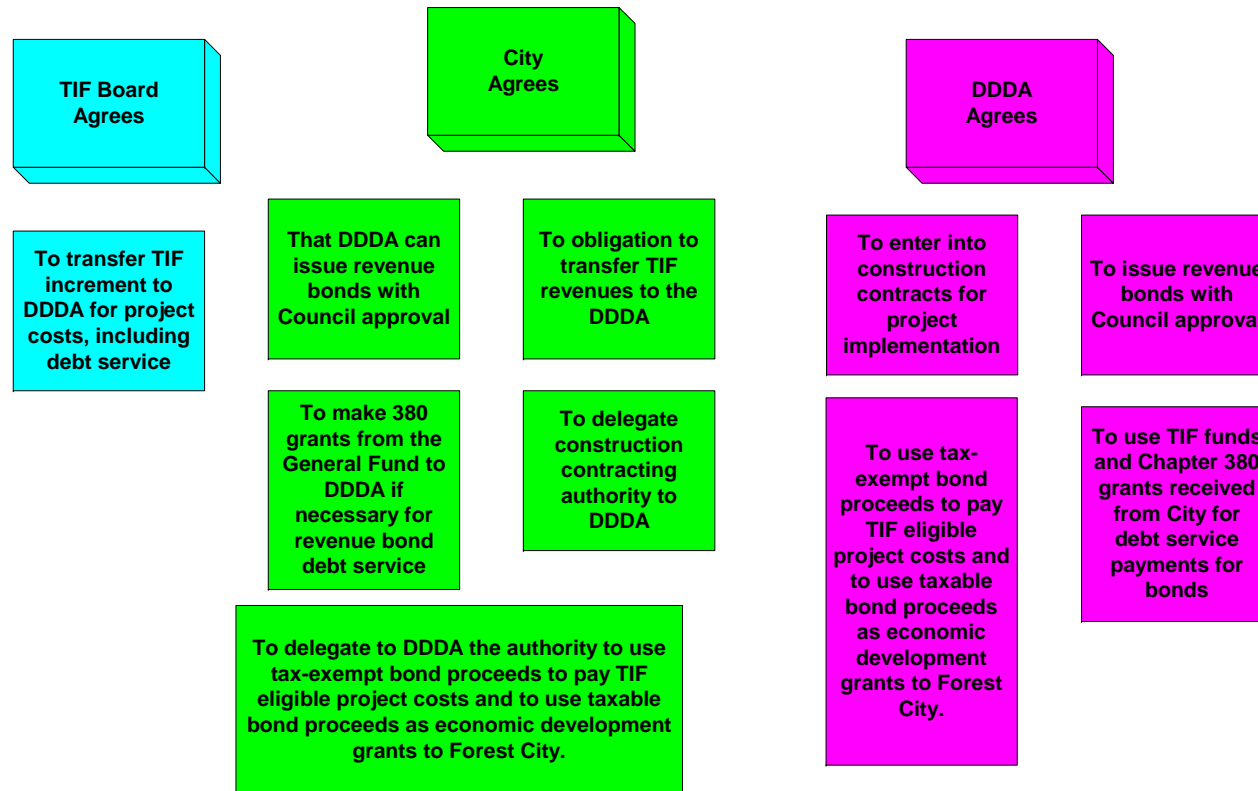 TIF Board
Agrees
To transfer TIF
increment to
DDDA for project
costs, including
debt service
City
Agrees
That DDDA can
issue revenue
bonds with
Council approval
To obligation to
transfer TIF
revenues to the
DDDA
To make 380
grants from the
General Fund to
DDDA if
necessary for
revenue bond
debt service
To delegate
construction
contracting
authority to
DDDA
To delegate to DDDA the authority to use
tax-exempt bond proceeds to pay TIF
eligible project costs and to use taxable
bond proceeds as economic development
grants to Forest City.
DDDA
Agrees
To enter into
construction
contracts for
project
implementation
To issue revenue
bonds with
Council approval
To use tax-
exempt bond
proceeds to pay
TIF eligible
project costs and
to use taxable
bond proceeds
as economic
development
grants to Forest
City.
To use TIF funds
and Chapter 380
grants received
from City for
debt service
payments for
bonds